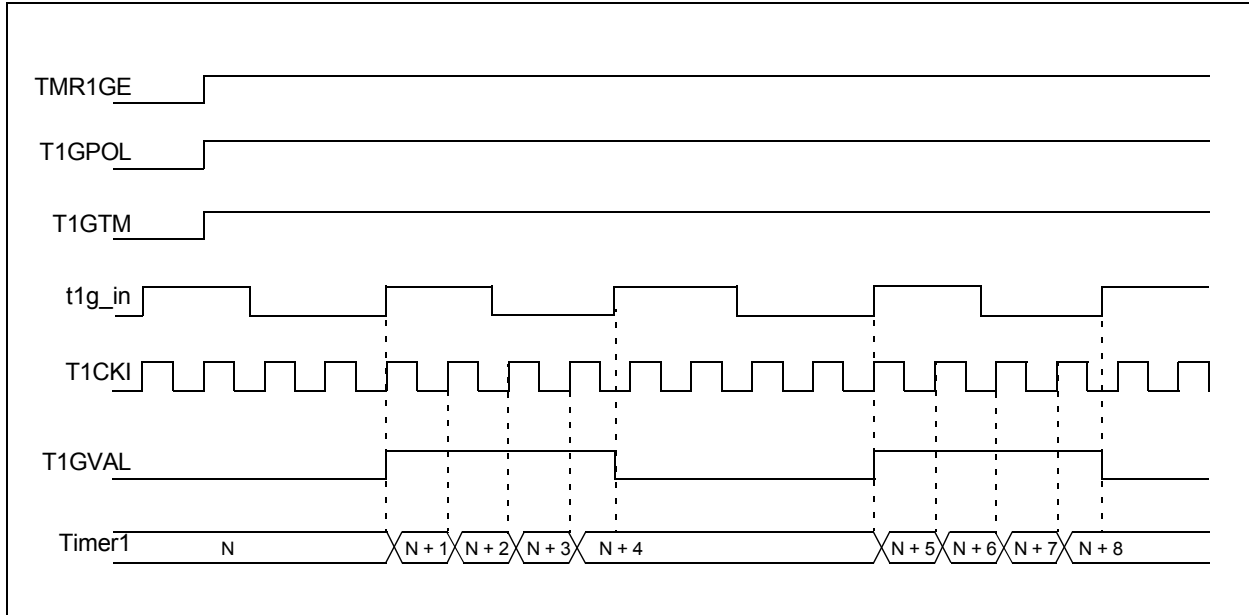 TMR1GE
T1GPOL
T1GTM
t1g_in
T1CKI
T1GVAL
Timer1 N N + 1 N + 2 N + 3 N + 4 N + 5 N + 6 N + 7 N + 8